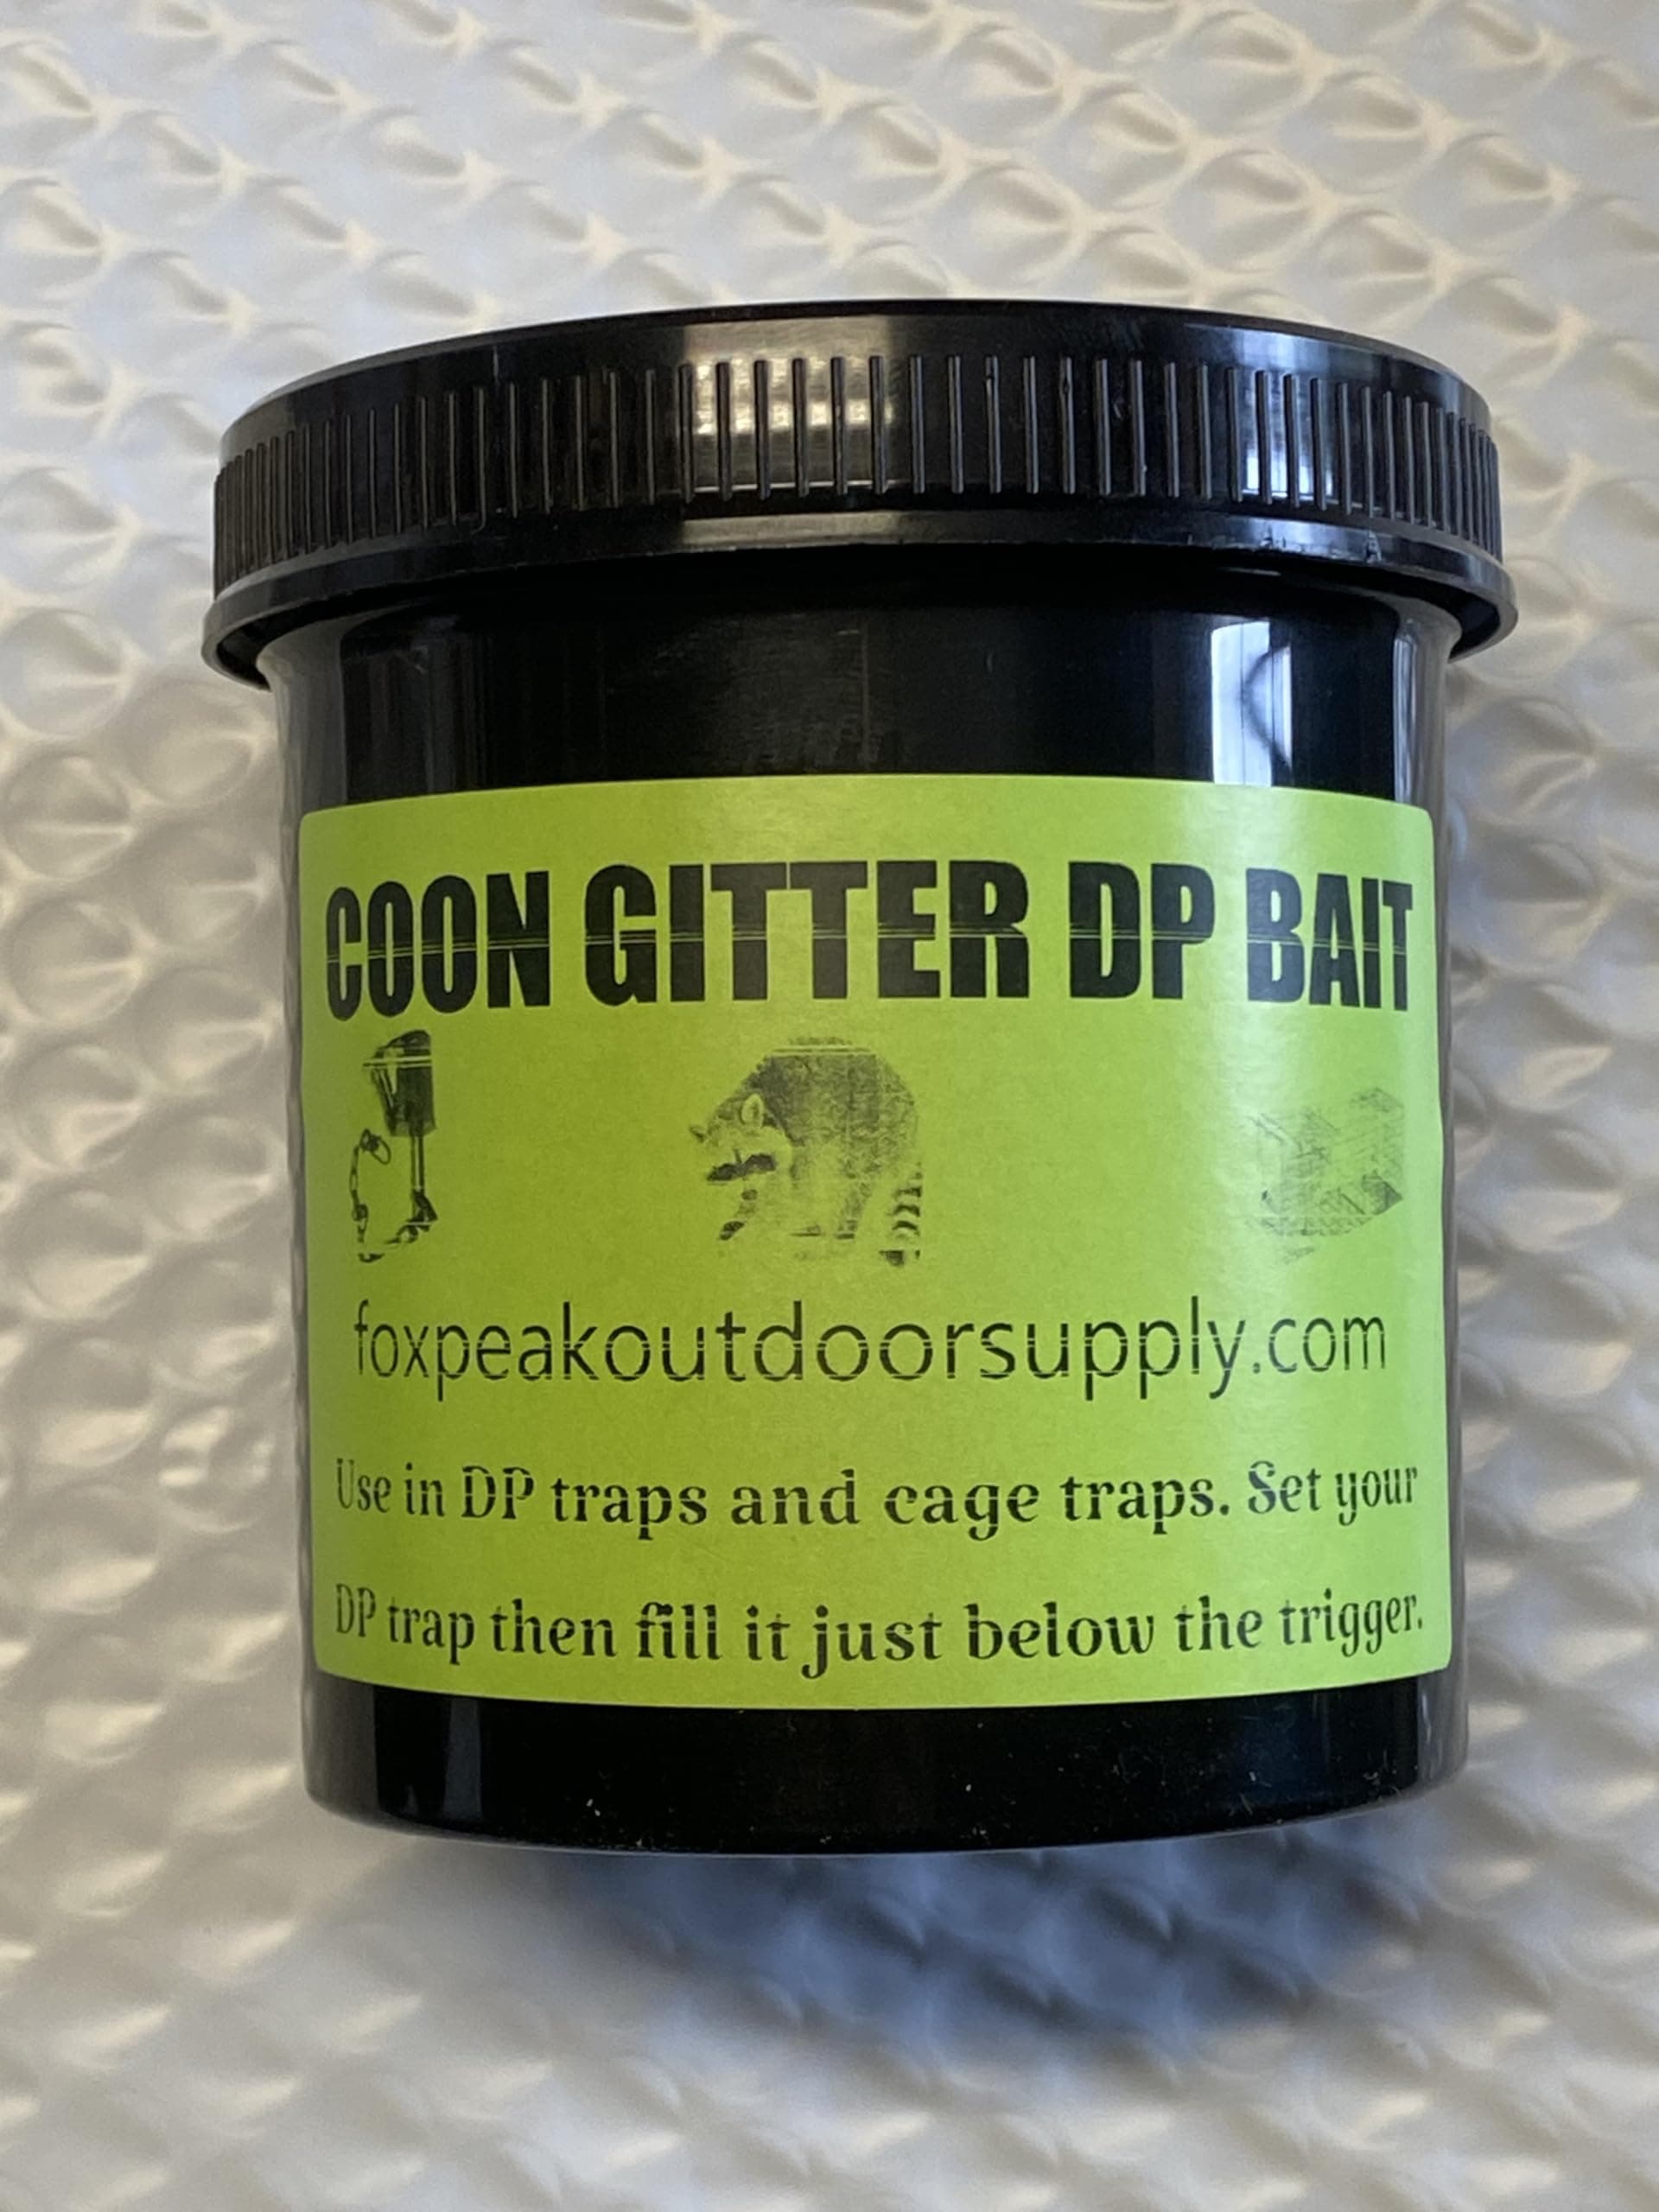 COON GITTER DP BAIT
foxpeakoutdoorsupply.com
Use in DP traps and cage traps. Set your
DP trap then fill it just below the trigger.